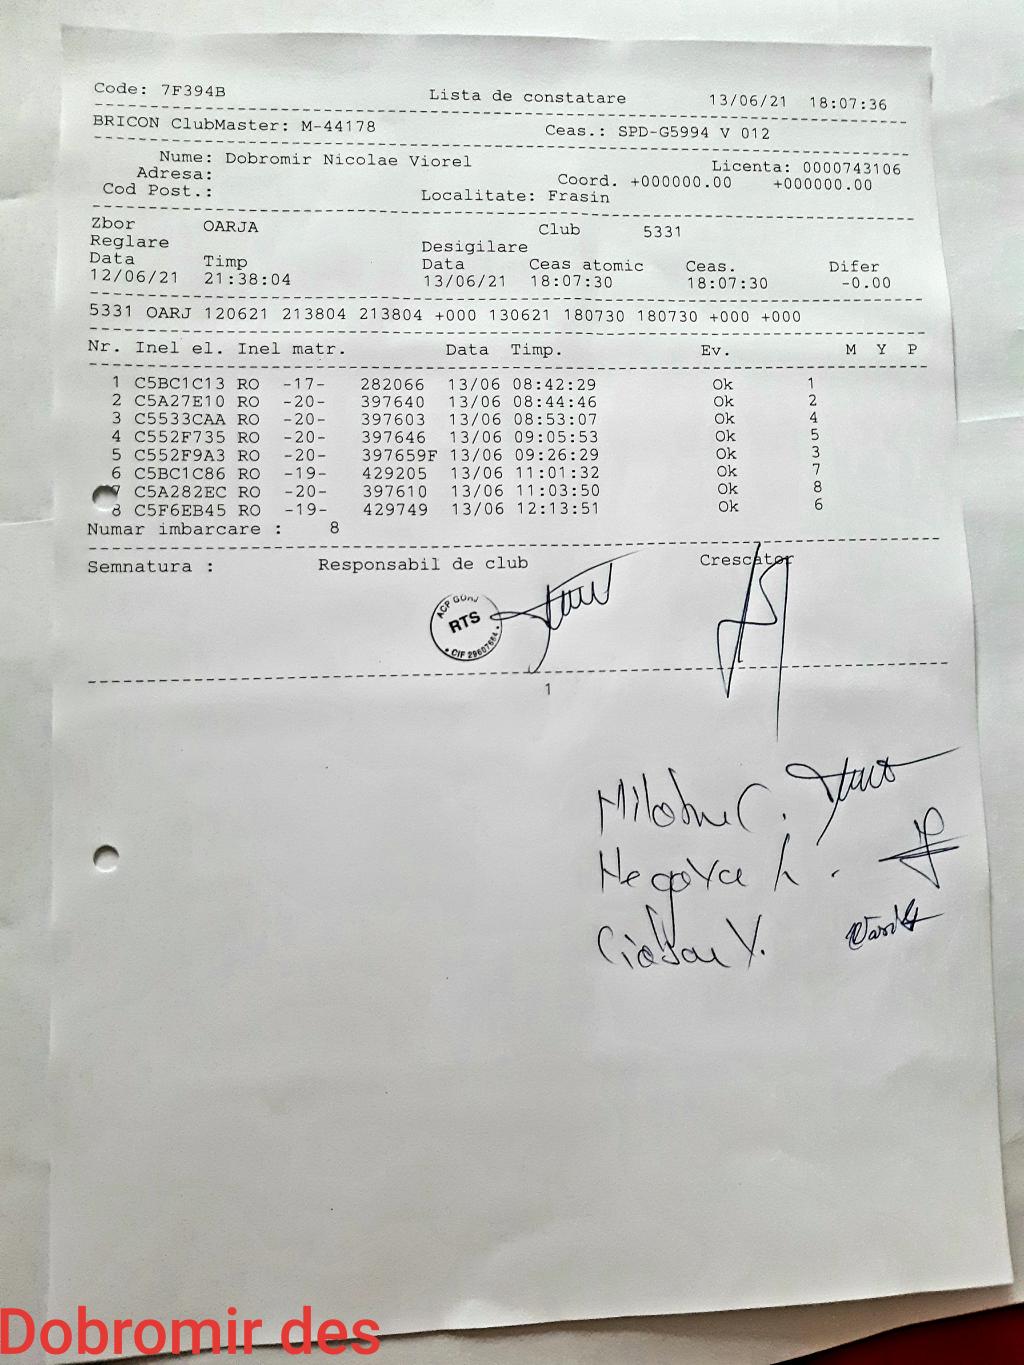 Code: 7F394B Lista de constatare 13/06/21 18:07:36
BRICON ClubMaster: M-44178 Ceas.: SPD-G5994 V 012
Nume: Dobromir Nicolae Viorel Licenta: 0000743106
Adresa: Coord. +000000.00 +000000.00
Cod Post.: Localitate: Frasin
Zbor OARJA Club 5331
Reglare Desigilare
Data Timp Data Ceas atomic Ceas. Difer
12/06/21 21:38:04 13/06/21 18:07:30 18:07:30 -0.00
5331 OARJ 120621 213804 213804 +000 130621 180730 180730 +000 +000
Nr. Inel el. Inel matr. Data Timp. Ev. M Y P
1 C5BC1C13 RO -17- 282066 13/06 08:42:29 Ok 1
2 C5A27E10 RO -20- 397640 13/06 08:44:46 Ok 2
3 C5533CAA RO -20- 397603 13/06 08:53:07 Ok 4
4 C552F735 RO -20- 397646 13/06 09:05:53 Ok 5
5 C552F9A3 RO -20- 397659F 13/06 09:26:29 Ok 3
6 C5BC1C86 RO -19- 429205 13/06 11:01:32 Ok 7
7 C5A282EC RO -20- 397610 13/06 11:03:50 Ok 8
8 C5F6EB45 RO -19- 429749 13/06 12:13:51 Ok 6
Numar imbarcare : 8
Semnatura : Responsabil de club Crescator
ACP GORJ
RTS
CIF 29607664
1
Dobromir des